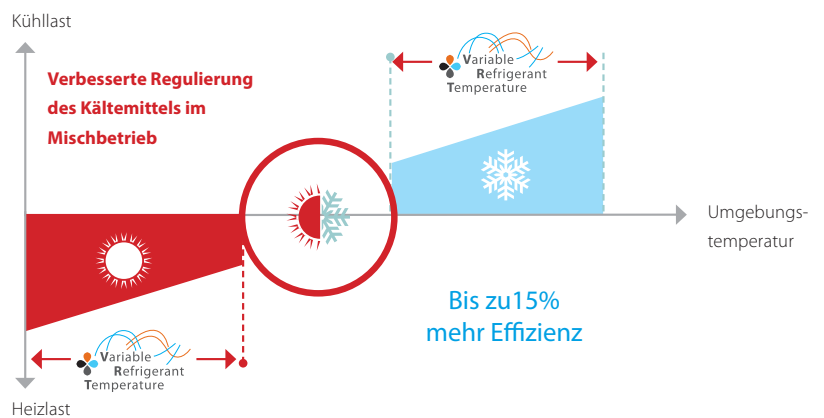 Kühllast
Verbesserte Regulierung
des Kältemittels im
Mischbetrieb
Variable
Refrigerant
Temperature
Umgebungs-
temperatur
Bis zu15%
mehr Effizienz
Variable
Refrigerant
Temperature
Heizlast